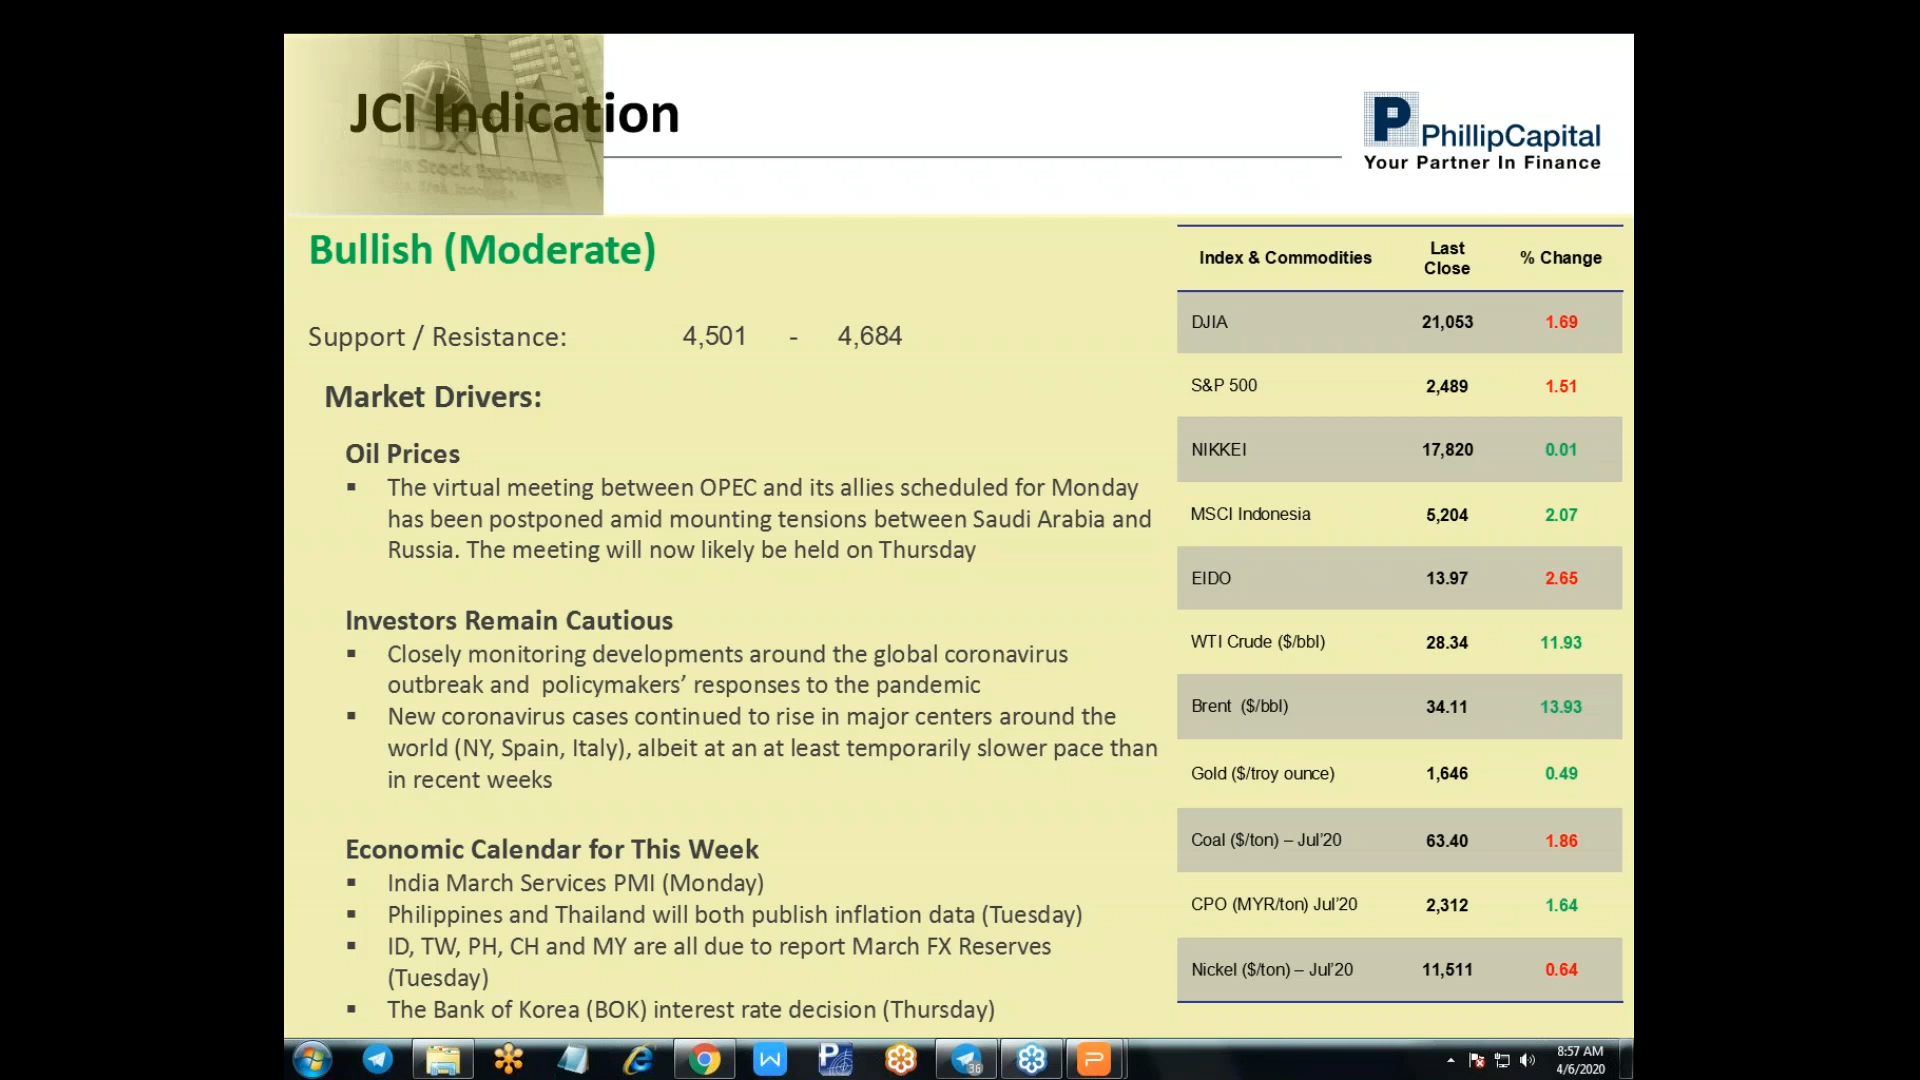 JCI Indication
PhillipCapital
Your Partner In Finance
Bullish (Moderate)
Support / Resistance: 4,501 - 4,684
Market Drivers:
Oil Prices
▪ The virtual meeting between OPEC and its allies scheduled for Monday
has been postponed amid mounting tensions between Saudi Arabia and
Russia. The meeting will now likely be held on Thursday
Investors Remain Cautious
▪ Closely monitoring developments around the global coronavirus
outbreak and policymakers’ responses to the pandemic
▪ New coronavirus cases continued to rise in major centers around the
world (NY, Spain, Italy), albeit at an at least temporarily slower pace than
in recent weeks
Economic Calendar for This Week
▪ India March Services PMI (Monday)
▪ Philippines and Thailand will both publish inflation data (Tuesday)
▪ ID, TW, PH, CH and MY are all due to report March FX Reserves
(Tuesday)
▪ The Bank of Korea (BOK) interest rate decision (Thursday)
Index & Commodities Last Close % Change
DJIA 21,053 1.69
S&P 500 2,489 1.51
NIKKEI 17,820 0.01
MSCI Indonesia 5,204 2.07
EIDO 13.97 2.65
WTI Crude ($/bbl) 28.34 11.93
Brent ($/bbl) 34.11 13.93
Gold ($/troy ounce) 1,646 0.49
Coal ($/ton) – Jul’20 63.40 1.86
CPO (MYR/ton) Jul’20 2,312 1.64
Nickel ($/ton) – Jul’20 11,511 0.64
36
8:57 AM
4/6/2020